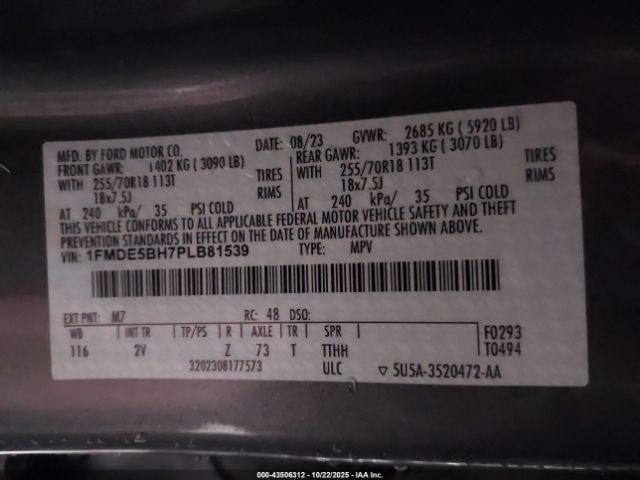 MFD. BY FORD MOTOR CO.
DATE: 08/23 GVWR: 2685 KG ( 5920 LB)
FRONT GAWR: 1402 KG ( 3090 LB)
REAR GAWR: 1393 KG ( 3070 LB)
WITH 255/70R18 113T TIRES
WITH 255/70R18 113T TIRES
18x7.5J RIMS
18x7.5J RIMS
AT 240 kPa/ 35 PSI COLD
AT 240 kPa/ 35 PSI COLD
THIS VEHICLE CONFORMS TO ALL APPLICABLE FEDERAL MOTOR VEHICLE SAFETY AND THEFT
PREVENTION STANDARDS IN EFFECT ON THE DATE OF MANUFACTURE SHOWN ABOVE.
VIN: 1FMDE5BH7PLB81539 TYPE: MPV
EXT PNT: M7 RC: 48 DSO:
WB INT TR TP/PS R AXLE TR SPR F0293
116 2V Z 73 T TTHH T0494
3202308177573 ULC ▽ 5U5A-3520472-AA
000-43506312 - 10/22/2025 - IAA Inc.